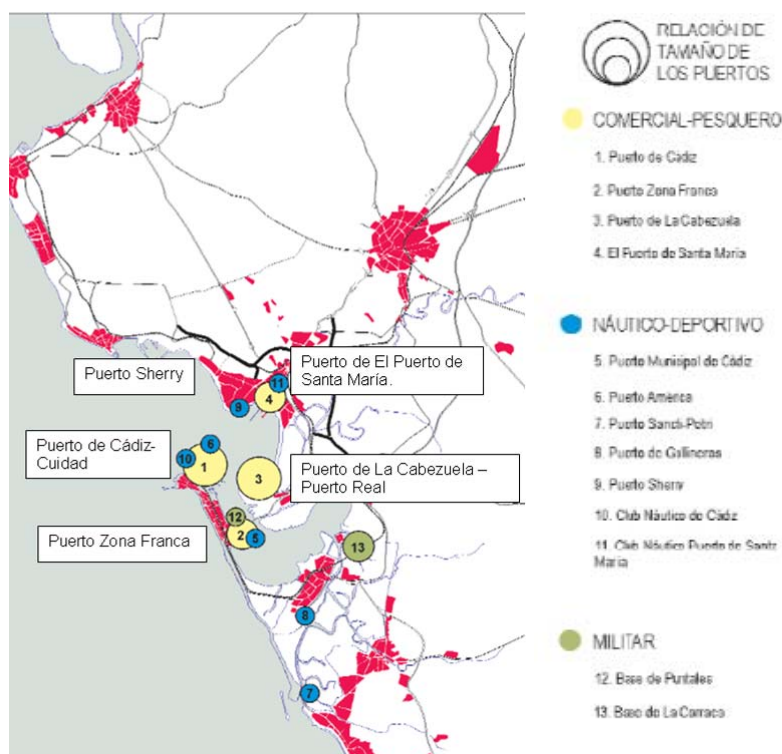 Puerto Sherry
Puerto de El Puerto de
Santa María.
Puerto de Cádiz-
Cuidad
Puerto de La Cabezuela –
Puerto Real
Puerto Zona Franca
11
4
9
6
10
1
3
12
2
5
13
8
7
RELACIÓN DE
TAMAÑO DE
LOS PUERTOS
COMERCIAL-PESQUERO
1. Puerto de Cádiz
2. Puerto Zona Franca
3. Puerto de La Cabezuela
4. El Puerto de Santa María
NÁUTICO-DEPORTIVO
5. Puerto Municipal de Cádiz
6. Puerto América
7. Puerto Sancti-Petri
8. Puerto de Gallineras
9. Puerto Sherry
10. Club Náutico de Cádiz
11. Club Náutico Puerto de Santa
María
MILITAR
12. Base de Puntales
13. Base de La Carraca